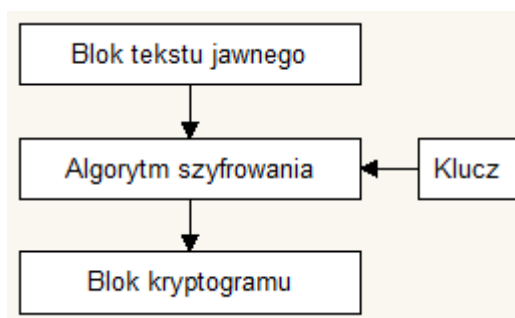 Blok tekstu jawnego
Algorytm szyfrowania
Klucz
Blok kryptogramu